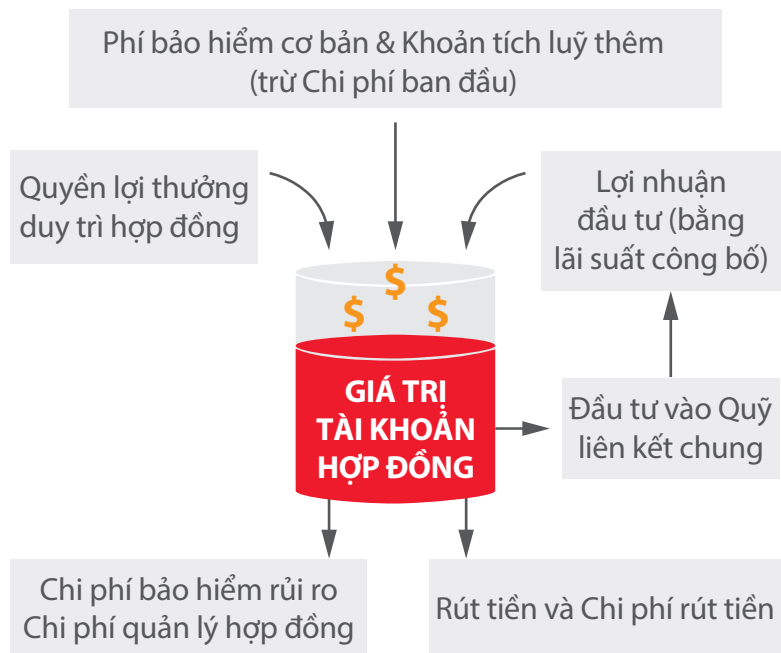 Phí bảo hiểm cơ bản & Khoản tích luỹ thêm
(trừ Chi phí ban đầu)
Quyền lợi thưởng
duy trì hợp đồng
Lợi nhuận
đầu tư (bằng
lãi suất công bố)
$
$
$
GIÁ TRỊ
TÀI KHOẢN
HỢP ĐỒNG
Đầu tư vào Quỹ
liên kết chung
Chi phí bảo hiểm rủi ro
Chi phí quản lý hợp đồng
Rút tiền và Chi phí rút tiền